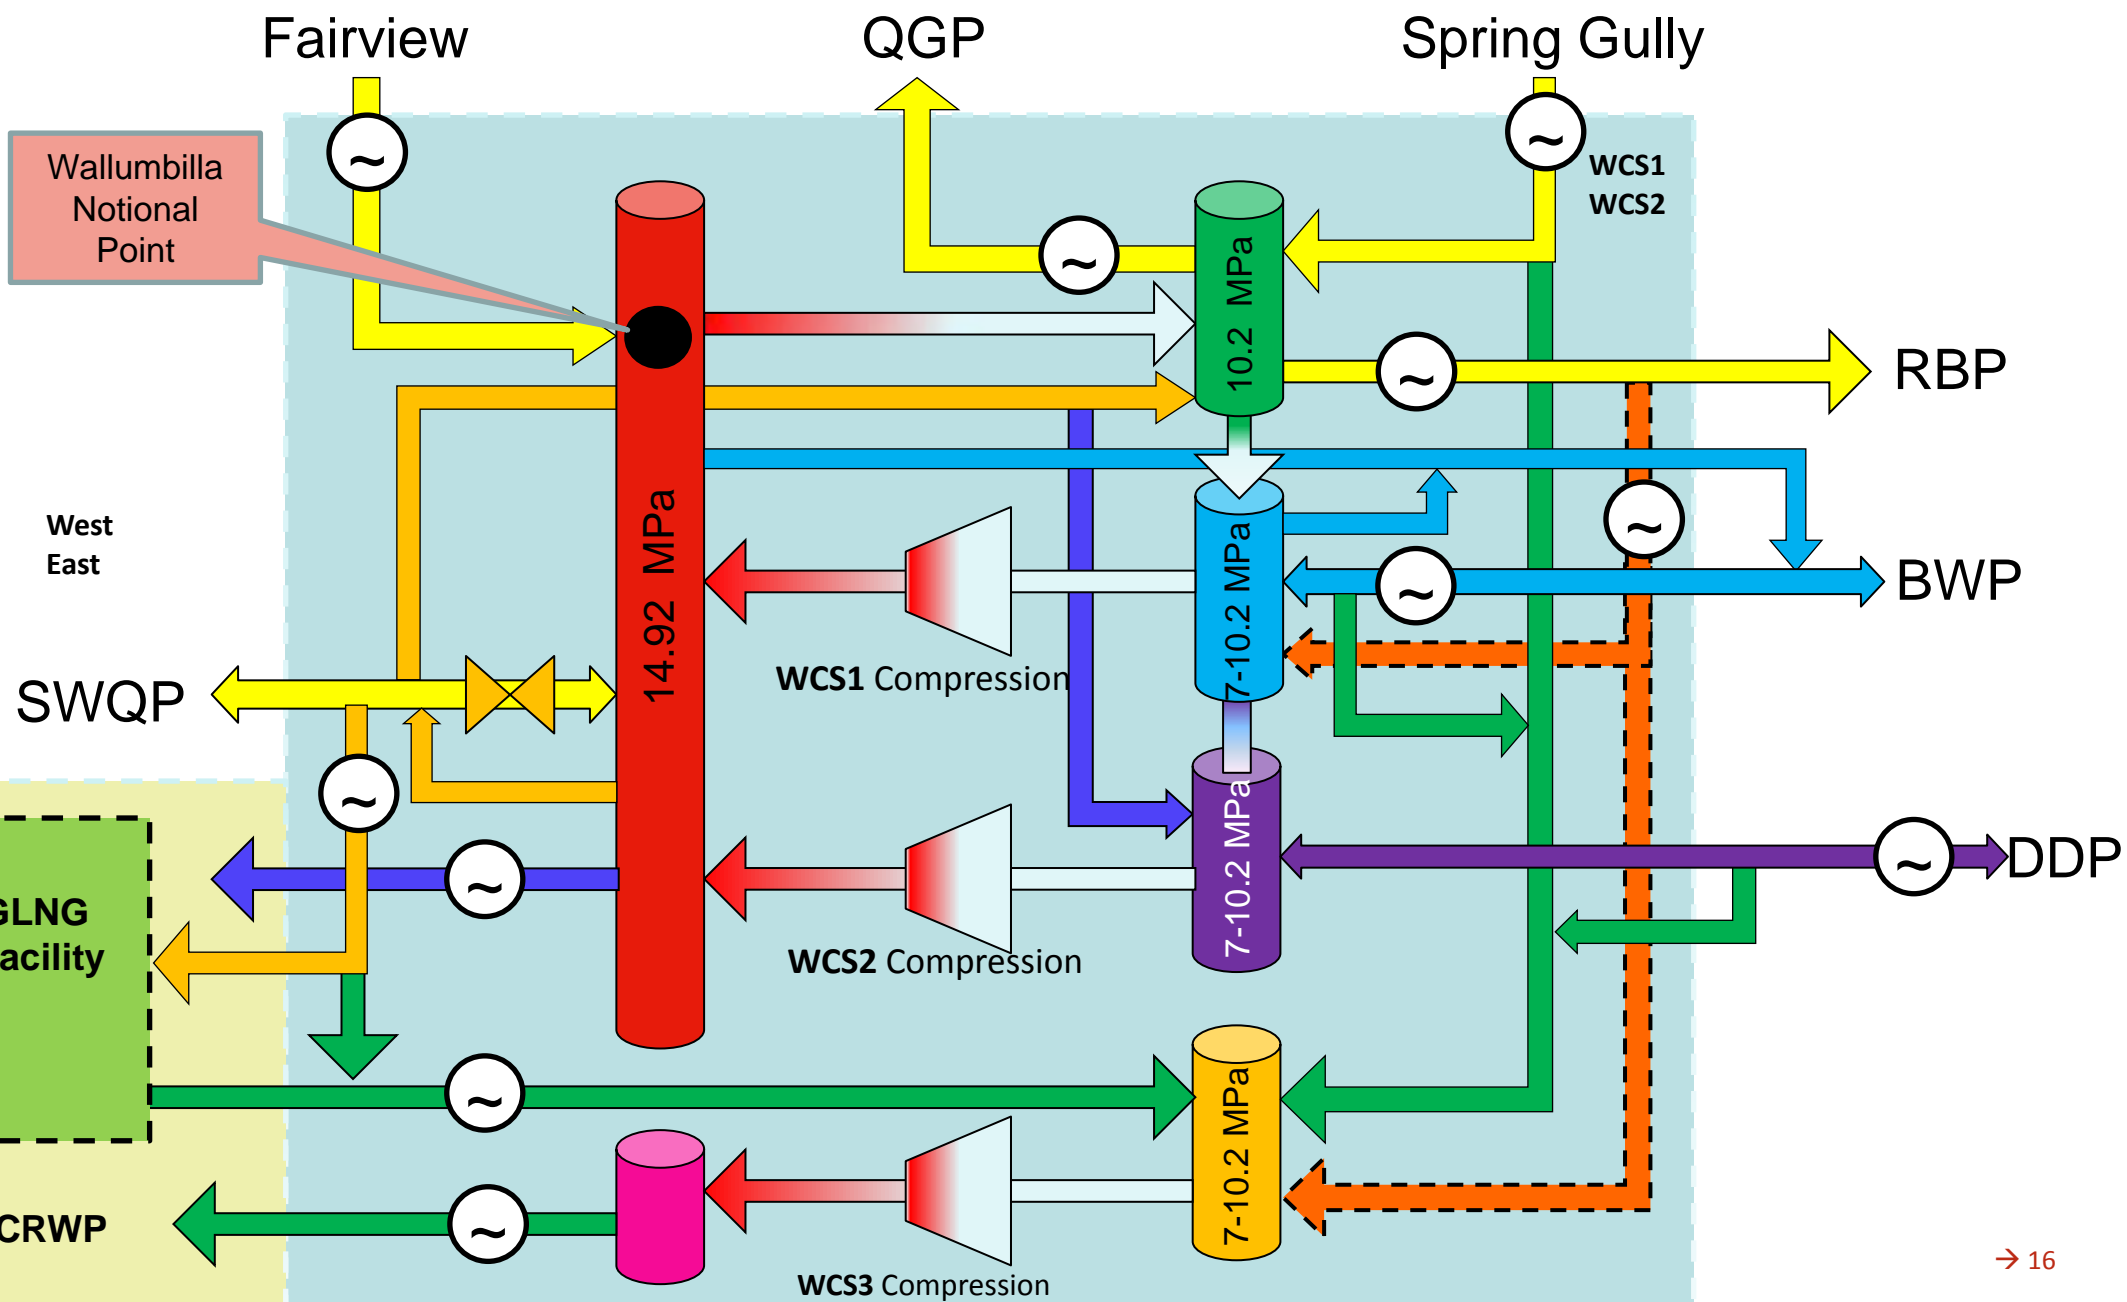 Fairview
QGP
Spring Gully
Wallumbilla
Notional
Point
~
~
WCS1
WCS2
~
10.2 MPa
~
RBP
14.92 MPa
West
East
7-10.2 MPa
~
~
BWP
WCS1 Compression
SWQP
~
7-10.2 MPa
~
~
DDP
GLNG
acility
WCS2 Compression
~
7-10.2 MPa
CRWP
~
WCS3 Compression
→ 16